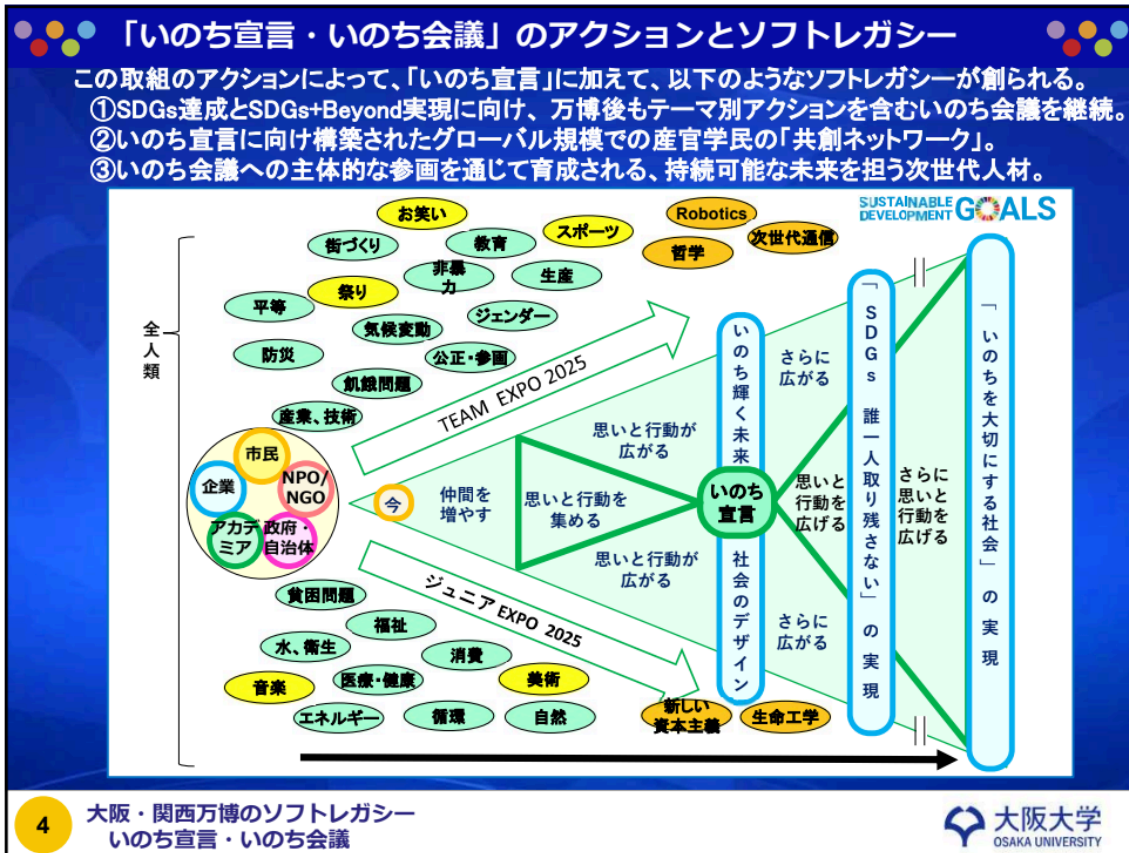 「いのち宣言・いのち会議」のアクションとソフトレガシー
この取組のアクションによって、「いのち宣言」に加えて、以下のようなソフトレガシーが創られる。
①SDGs達成とSDGs+Beyond実現に向け、万博後もテーマ別アクションを含むいのち会議を継続。
②いのち宣言に向け構築されたグローバル規模での産官学民の「共創ネットワーク」。
③いのち会議への主体的な参画を通じて育成される、持続可能な未来を担う次世代人材。
SUSTAINABLE
DEVELOPMENT
GOALS
全人類
お笑い
街づくり
教育
スポーツ
Robotics
哲学
次世代通信
非暴
力
生産
祭り
平等
気候変動
ジェンダー
防災
公正・参画
飢餓問題
産業、技術
TEAM EXPO 2025
市民
企業
NPO/
NGO
アカデ
ミア
政府・
自治体
今
仲間を
増やす
思いと行動を
集める
思いと行動が
広がる
思いと行動が
広がる
いのち輝く未来
いのち
宣言
社会のデザイン
さらに
広がる
思いと
行動を
広げる
さらに
広がる
「SDGs 誰一人取り残さない」の実現
さらに
思いと
行動を
広げる
「いのちを大切にする社会」の実現
ジュニア EXPO 2025
貧困問題
福祉
水、衛生
消費
音楽
医療・健康
美術
エネルギー
循環
自然
新しい
資本主義
生命工学
4
大阪・関西万博のソフトレガシー
いのち宣言・いのち会議
大阪大学
OSAKA UNIVERSITY